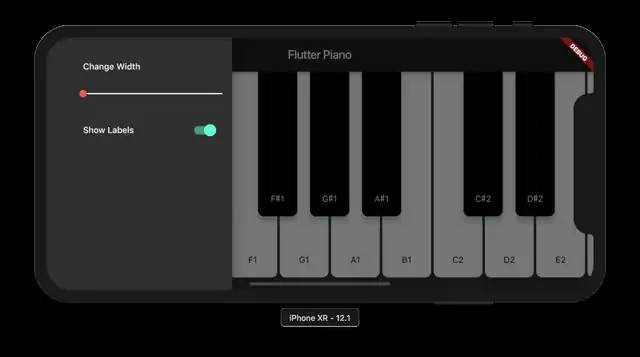 Flutter Piano
DEBUG
Change Width
Show Labels
F♯1 G♯1 A♯1 C♯2 D♯2
F1 G1 A1 B1 C2 D2 E2
iPhone XR - 12.1